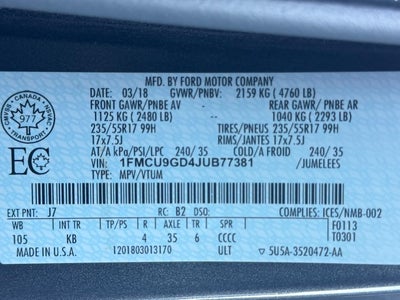 MFD. BY FORD MOTOR COMPANY
DATE: 03/18 GVWR/PNBV: 2159 KG ( 4760 LB)
FRONT GAWR/PNBE AV REAR GAWR/ PNBE AR
1125 KG ( 2480 LB) 1040 KG ( 2293 LB)
235/55R17 99H TIRES/PNEUS 235/55R17 99H
17x7.5J RIMS/JANTES 17x7.5J
AT/A kPa/PSI/LPC 240/ 35 240/ 35
VIN: 1FMCU9GD4JUB77381 /JUMELEES
TYPE: MPV/VTUM
CANADA
977
EC
EXT PNT: J7 RC: B2 DSO: COMPLIES: ICES/NMB-002
WB INT TR TR AX SPR F0113
105 KB 4 35 6 CCCC T0301
1201803013170 ULT 5U5A-3520472-AA
MADE IN U.S.A.